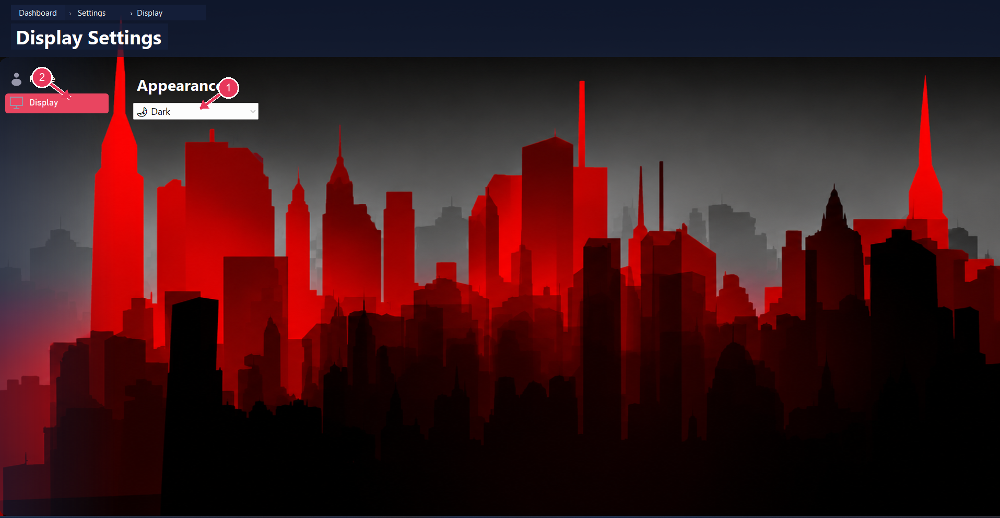 Dashboard › Settings › Display
Display Settings
2
Display
Appearance
1
Dark